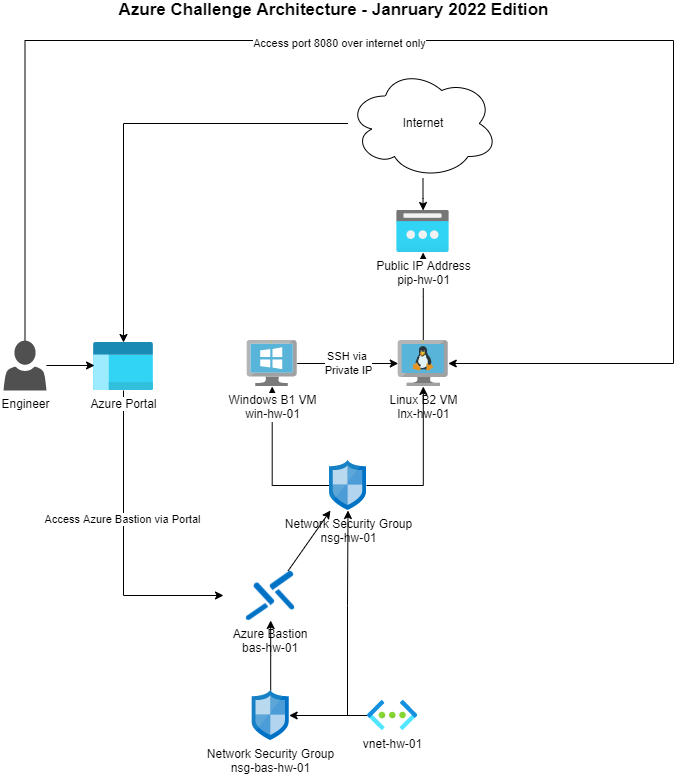 Azure Challenge Architecture - Janruary 2022 Edition
Access port 8080 over internet only
Internet
Public IP Address
pip-hw-01
SSH via
Private IP
Engineer
Azure Portal
Windows B1 VM
win-hw-01
Linux B2 VM
lnx-hw-01
Access Azure Bastion via Portal
Network Security Group
nsg-hw-01
Azure Bastion
bas-hw-01
Network Security Group
nsg-bas-hw-01
vnet-hw-01